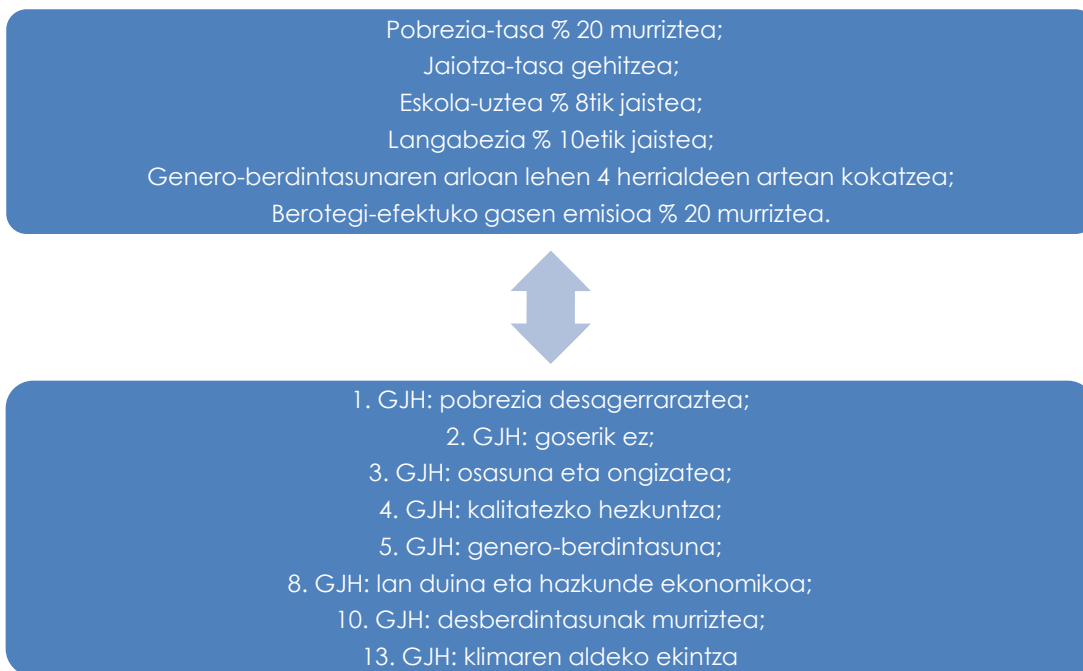 Pobrezia-tasa % 20 murriztea;
Jaiotza-tasa gehitzea;
Eskola-uztea % 8tik jaistea;
Langabezia % 10etik jaistea;
Genero-berdintasunaren arloan lehen 4 herrialdeen artean kokatzea;
Berotegi-efektuko gasen emisioa % 20 murriztea.
1. GJH: pobrezia desagerraraztea;
2. GJH: goserik ez;
3. GJH: osasuna eta ongizatea;
4. GJH: kalitatezko hezkuntza;
5. GJH: genero-berdintasuna;
8. GJH: lan duina eta hazkunde ekonomikoa;
10. GJH: desberdintasunak murriztea;
13. GJH: klimaren aldeko ekintza